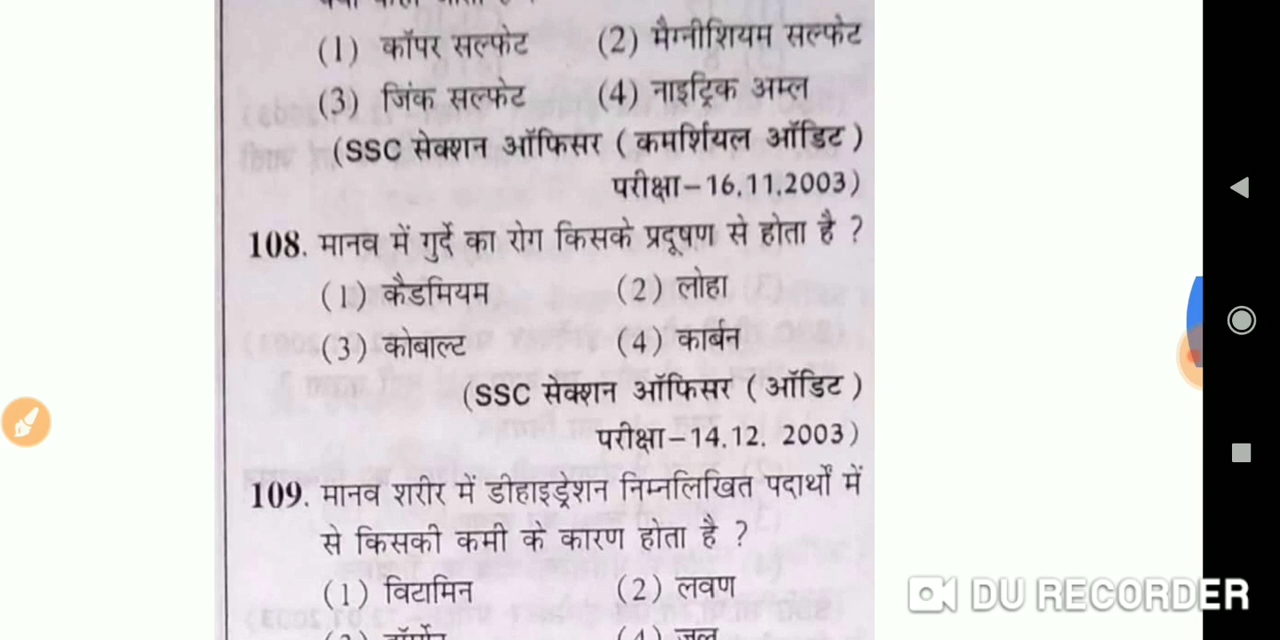 (1) कॉपर सल्फेट (2) मैग्नीशियम सल्फेट
(3) जिंक सल्फेट (4) नाइट्रिक अम्ल
(SSC सेक्शन ऑफिसर ( कमर्शियल ऑडिट )
परीक्षा-16.11.2003)
108. मानव में गुर्दे का रोग किसके प्रदूषण से होता है ?
(1) कैडमियम (2) लोहा
(3) कोबाल्ट (4) कार्बन
(SSC सेक्शन ऑफिसर ( ऑडिट )
परीक्षा-14.12. 2003)
109. मानव शरीर में डीहाइड्रेशन निम्नलिखित पदार्थों में
से किसकी कमी के कारण होता है ?
(1) विटामिन (2) लवण
(4) जल
DU RECORDER